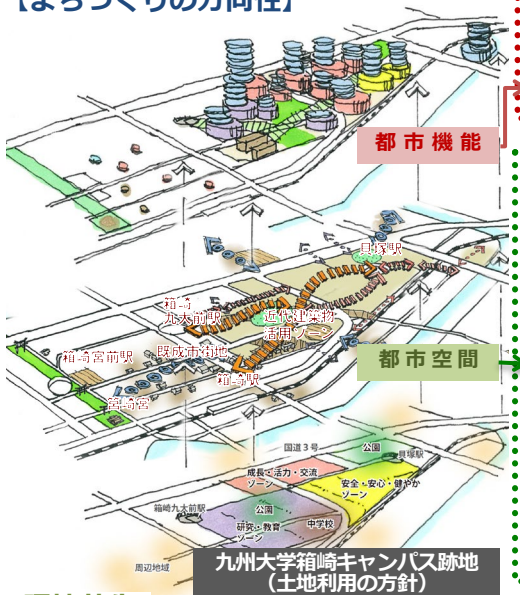 【まちづくりの方向性】
都市機能
貝塚駅
箱崎
九大前駅
近代建築物
活用ゾーン
箱崎宮前駅
既成市街地
箱崎駅
都市空間
筥崎宮
国道3号
公園
貝塚駅
成長・活力・交流
ゾーン
安全・安心・健やか
ゾーン
箱崎九大前駅
公園
研究・教育
ゾーン
中学校
周辺地域
九州大学箱崎キャンパス跡地
(土地利用の方針)